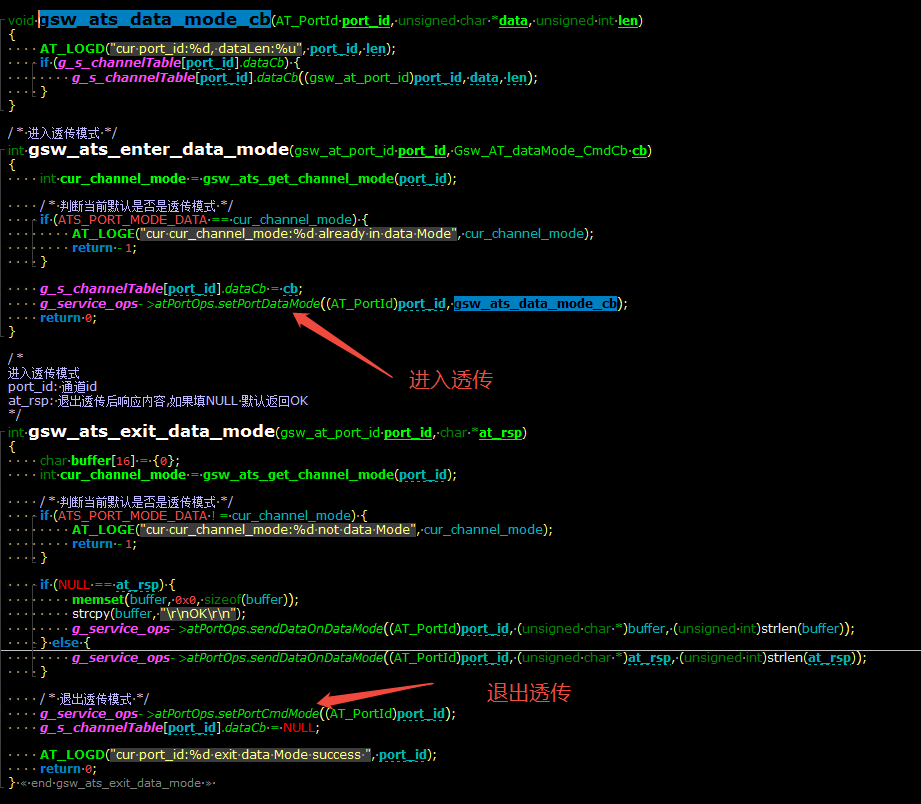 void gsw_ats_data_mode_cb(AT_PortId port_id, unsigned char *data, unsigned int len)
{
    AT_LOGD("cur port_id:%d, dataLen:%u", port_id, len);
    if (g_s_channelTable[port_id].dataCb) {
        g_s_channelTable[port_id].dataCb((gsw_at_port_id)port_id, data, len);
    }
}
/* 进入透传模式 */
int gsw_ats_enter_data_mode(gsw_at_port_id port_id, Gsw_AT_dataMode_CmdCb cb)
{
    int cur_channel_mode = gsw_ats_get_channel_mode(port_id);
    /* 判断当前默认是否是透传模式 */
    if (ATS_PORT_MODE_DATA == cur_channel_mode) {
        AT_LOGE("cur cur_channel_mode:%d already in data Mode", cur_channel_mode);
        return -1;
    }
    g_s_channelTable[port_id].dataCb = cb;
    g_service_ops->atPortOps.setPortDataMode((AT_PortId)port_id, gsw_ats_data_mode_cb);
    return 0;
}
进入透传
/*
进入透传模式
port_id: 通道id
at_rsp: 退出透传后响应内容,如果填NULL 默认返回OK
*/
int gsw_ats_exit_data_mode(gsw_at_port_id port_id, char *at_rsp)
{
    char buffer[16] = {0};
    int cur_channel_mode = gsw_ats_get_channel_mode(port_id);
    /* 判断当前默认是否是透传模式 */
    if (ATS_PORT_MODE_DATA != cur_channel_mode) {
        AT_LOGE("cur cur_channel_mode:%d not data Mode", cur_channel_mode);
        return -1;
    }
    if (NULL == at_rsp) {
        memset(buffer, 0x0, sizeof(buffer));
        strcpy(buffer, "\r\nOK\r\n");
        g_service_ops->atPortOps.sendDataOnDataMode((AT_PortId)port_id, (unsigned char *)buffer, (unsigned int)strlen(buffer));
    } else {
        g_service_ops->atPortOps.sendDataOnDataMode((AT_PortId)port_id, (unsigned char *)at_rsp, (unsigned int)strlen(at_rsp));
    }
退出透传
    /* 退出透传模式 */
    g_service_ops->atPortOps.setPortCmdMode((AT_PortId)port_id);
    g_s_channelTable[port_id].dataCb = NULL;
    AT_LOGD("cur port_id:%d exit data Mode success ", port_id);
    return 0;
} « end gsw_ats_exit_data_mode »